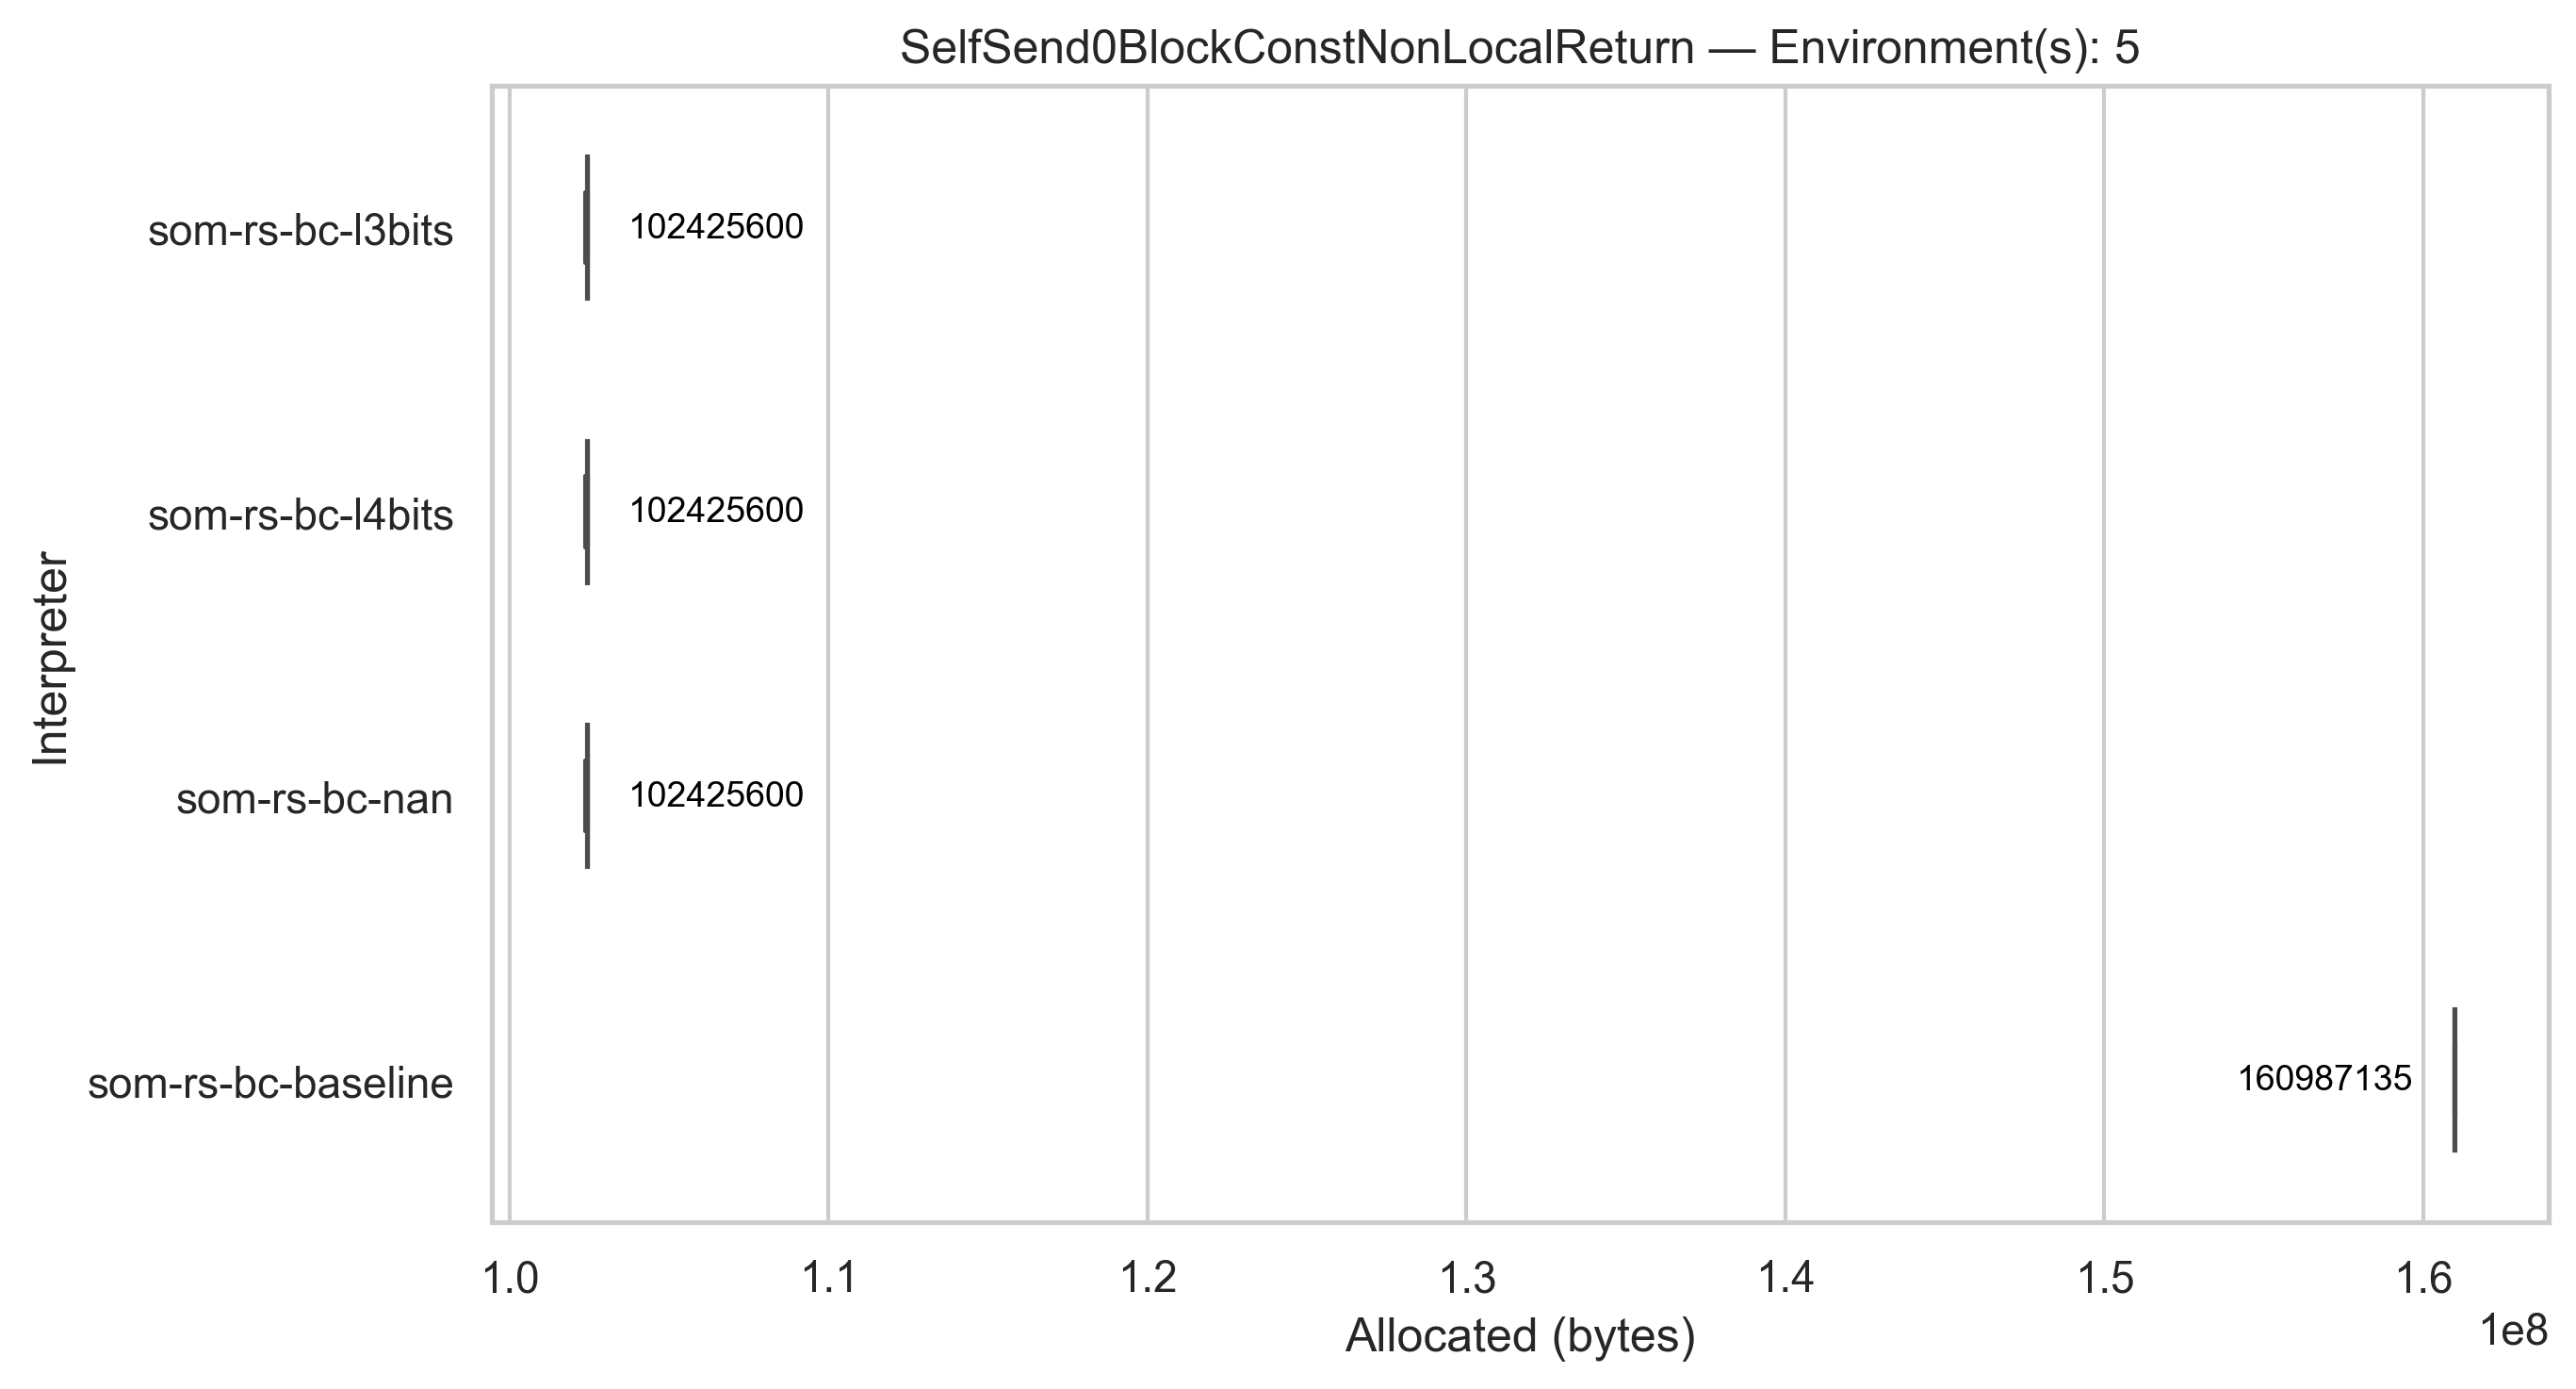 SelfSend0BlockConstNonLocalReturn — Environment(s): 5
som-rs-bc-l3bits
102425600
som-rs-bc-l4bits
102425600
Interpreter
som-rs-bc-nan
102425600
som-rs-bc-baseline
160987135
1.0 1.1 1.2 1.3 1.4 1.5 1.6
Allocated (bytes)
1e8